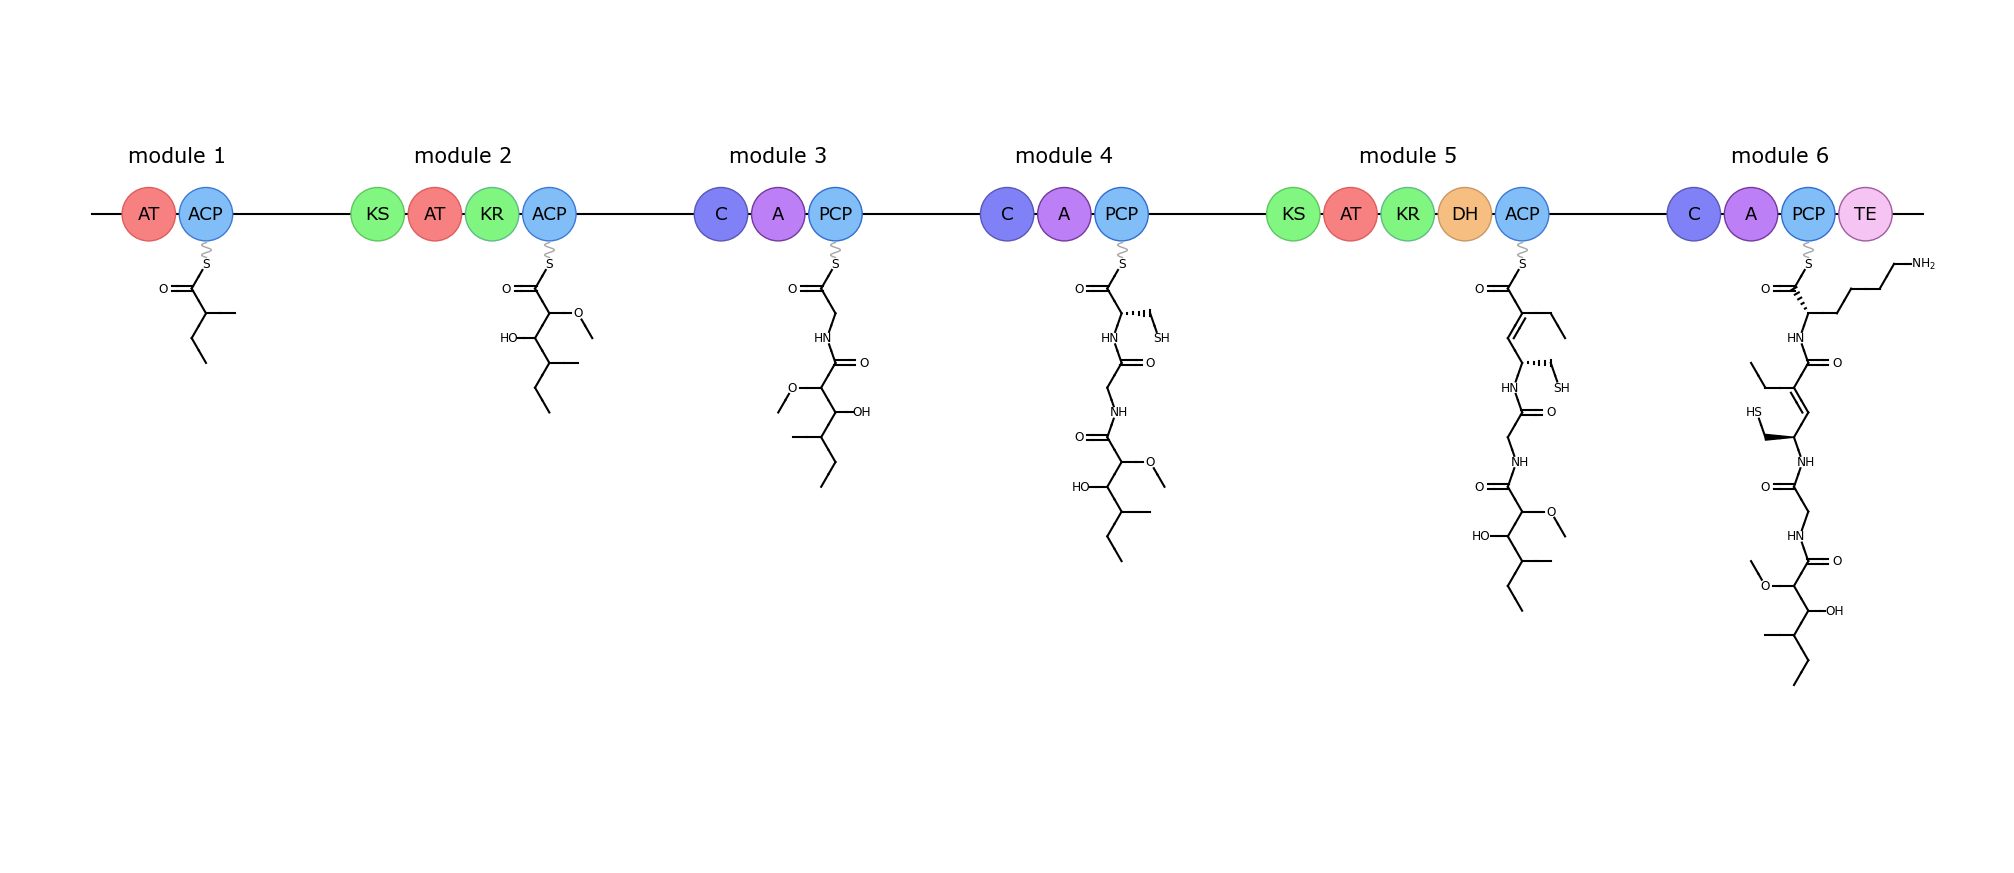 module 1 module 2 module 3 module 4 module 5 module 6
AT ACP KS AT KR ACP C A PCP C A PCP KS AT KR DH ACP C A PCP TE
S S S S S S NH₂
O O O O O O
O
HO HN HN SH HN
O O O
O HN SH
OH NH O HS
O
O NH NH
HO O O
O
HO HN
O
O
OH